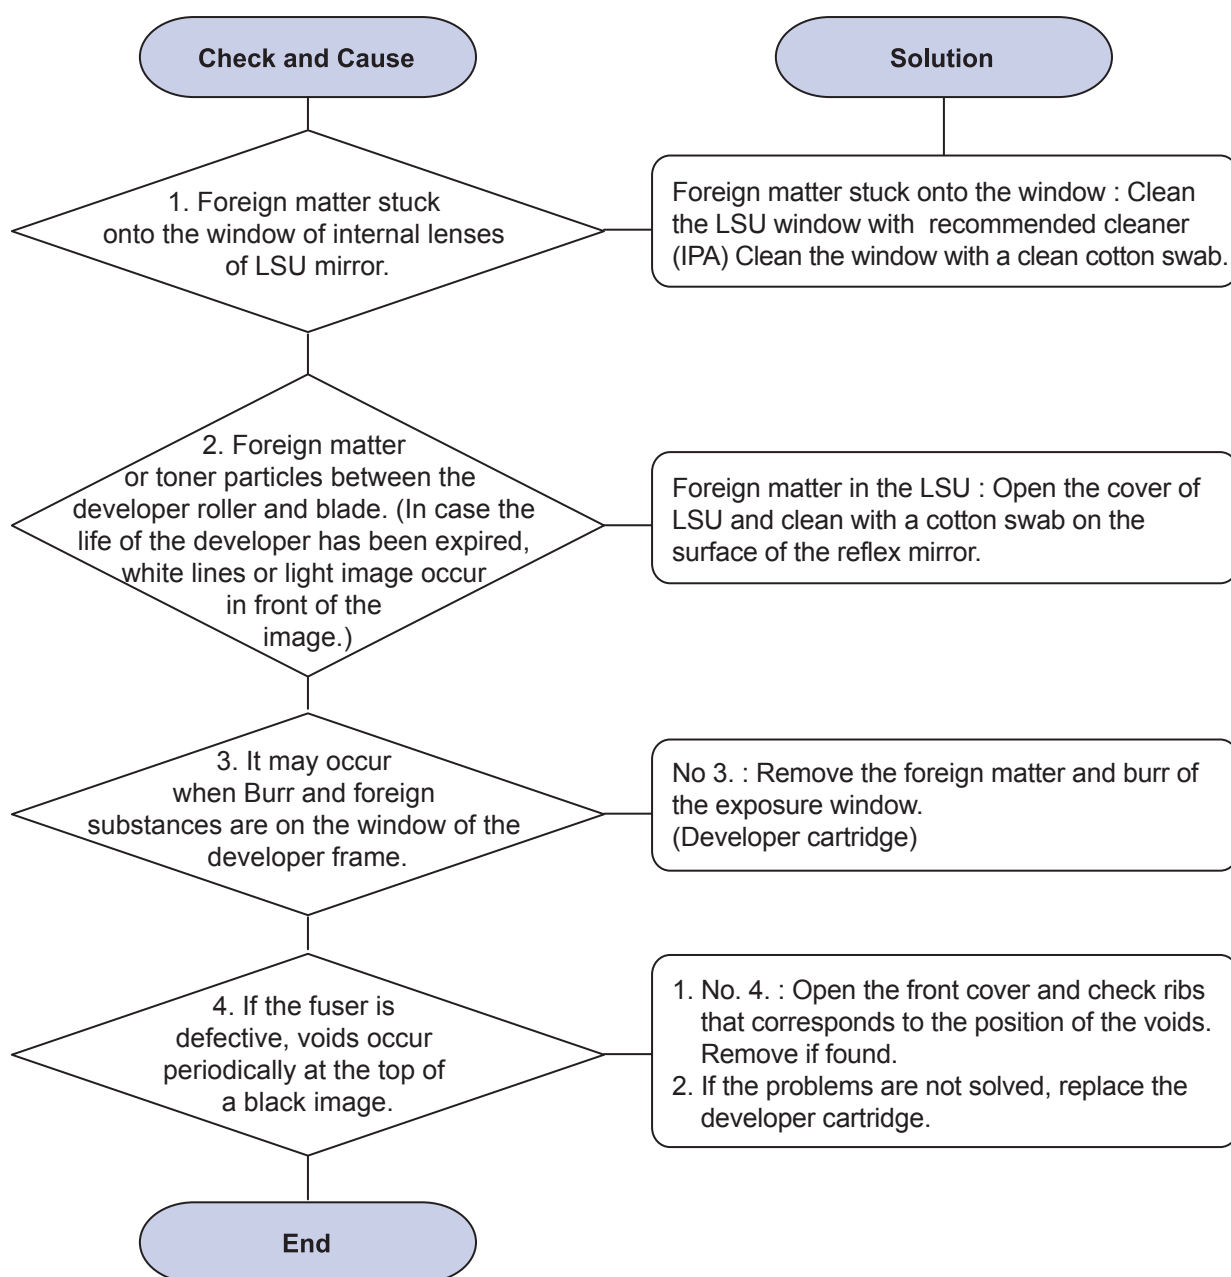 Check and Cause
Solution
1. Foreign matter stuck
onto the window of internal lenses
of LSU mirror.
Foreign matter stuck onto the window : Clean
the LSU window with recommended cleaner
(IPA) Clean the window with a clean cotton swab.
2. Foreign matter
or toner particles between the
developer roller and blade. (In case the
life of the developer has been expired,
white lines or light image occur
in front of the
image.)
Foreign matter in the LSU : Open the cover of
LSU and clean with a cotton swab on the
surface of the reflex mirror.
3. It may occur
when Burr and foreign
substances are on the window of the
developer frame.
No 3. : Remove the foreign matter and burr of
the exposure window.
(Developer cartridge)
4. If the fuser is
defective, voids occur
periodically at the top of
a black image.
1. No. 4. : Open the front cover and check ribs
that corresponds to the position of the voids.
Remove if found.
2. If the problems are not solved, replace the
developer cartridge.
End